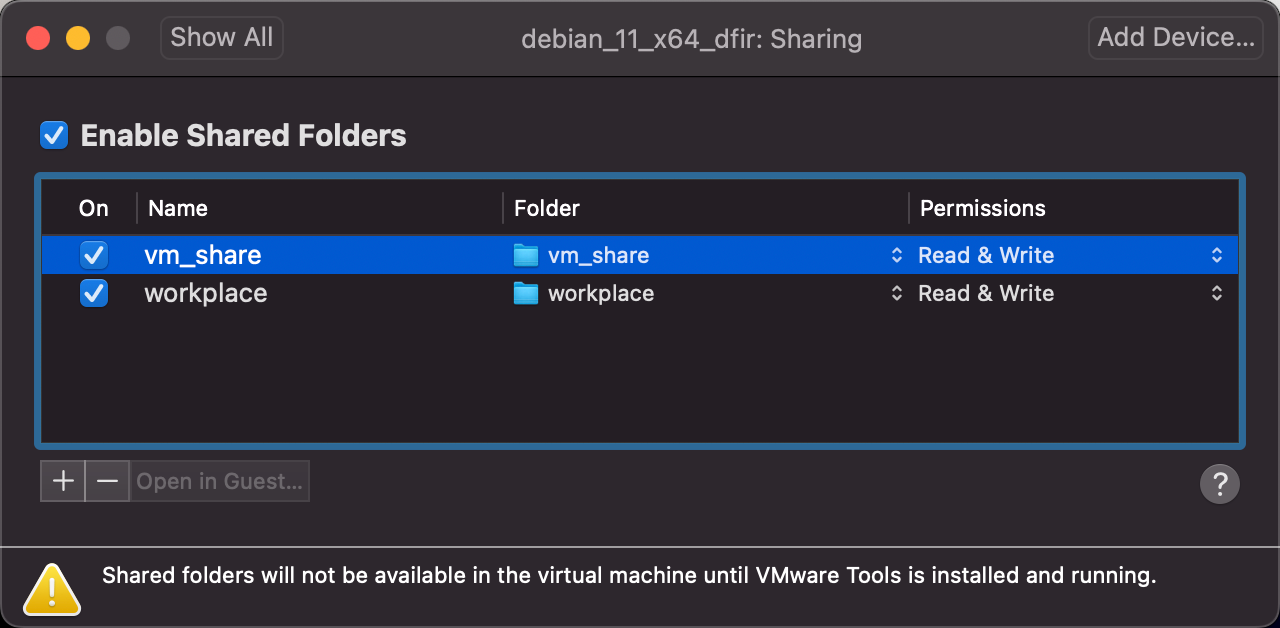 Show All debian_11_x64_dfir: Sharing Add Device...
Enable Shared Folders
On Name Folder Permissions
vm_share vm_share Read & Write
workplace workplace Read & Write
+ − Open in Guest... ?
Shared folders will not be available in the virtual machine until VMware Tools is installed and running.